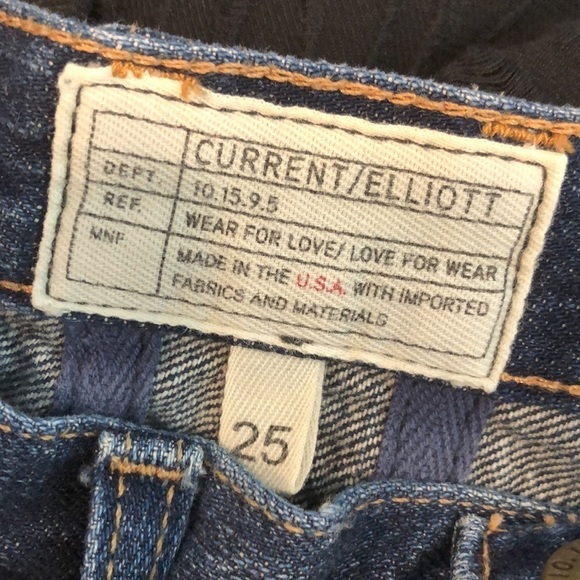 CURRENT/ELLIOTT
DEPT. 10.15.9.5
REF. WEAR FOR LOVE/ LOVE FOR WEAR
MNF. MADE IN THE U.S.A. WITH IMPORTED
FABRICS AND MATERIALS
25